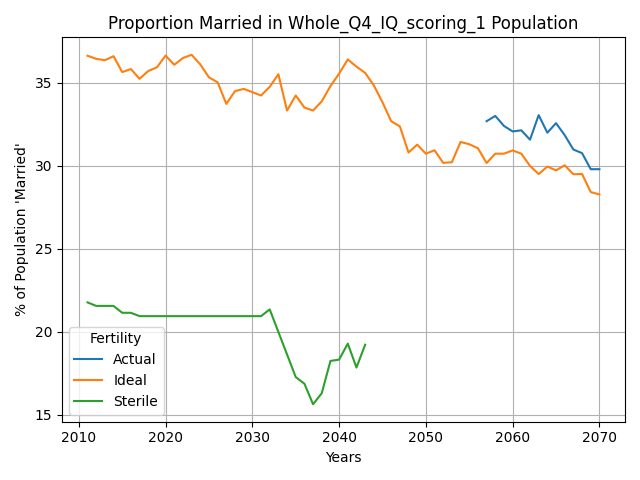 Proportion Married in Whole_Q4_IQ_scoring_1 Population
% of Population 'Married'
35
30
25
20
15
Fertility
Actual
Ideal
Sterile
2010 2020 2030 2040 2050 2060 2070
Years